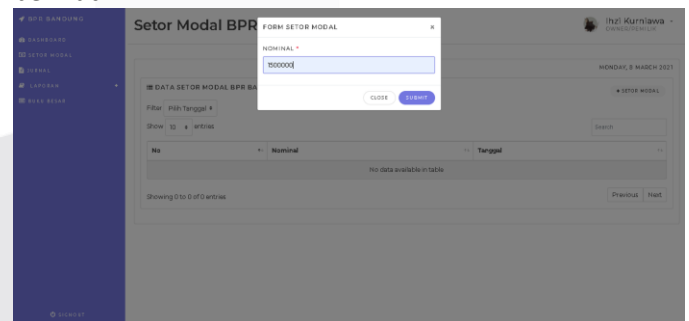 BPR BANDUNG
DASHBOARD
SETOR MODAL
JURNAL
LAPORAN
BUKU BESAR
SIGNOUT
Setor Modal BPR
Ihzl Kurniawa
FORM SETOR MODAL ×
NOMINAL *
1500000
CLOSE SUBMIT
MONDAY, 8 MARCH 2021
DATA SETOR MODAL BPR BA
SETOR MODAL
Filter Pilih Tanggal
Show 10 entries
Search
No Nominal Tanggal
No data available in table
Showing 0 to 0 of 0 entries
Previous Next